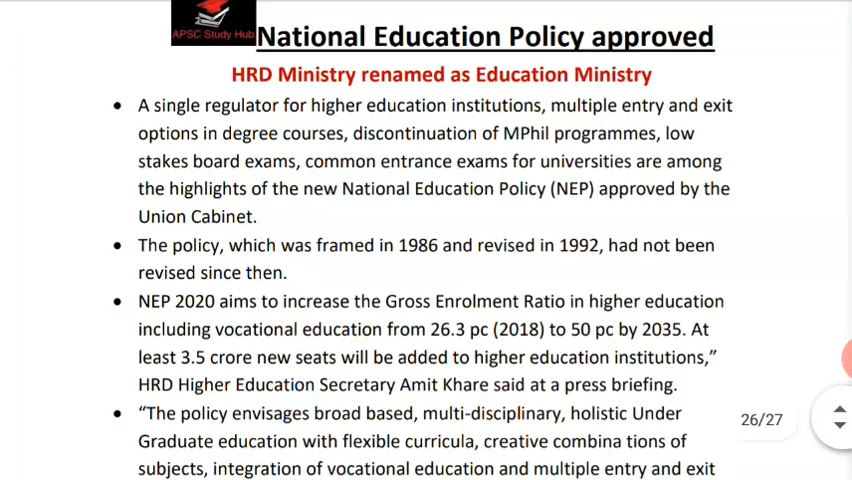 APSC Study Hub
National Education Policy approved
HRD Ministry renamed as Education Ministry
• A single regulator for higher education institutions, multiple entry and exit
options in degree courses, discontinuation of MPhil programmes, low
stakes board exams, common entrance exams for universities are among
the highlights of the new National Education Policy (NEP) approved by the
Union Cabinet.
• The policy, which was framed in 1986 and revised in 1992, had not been
revised since then.
• NEP 2020 aims to increase the Gross Enrolment Ratio in higher education
including vocational education from 26.3 pc (2018) to 50 pc by 2035. At
least 3.5 crore new seats will be added to higher education institutions,”
HRD Higher Education Secretary Amit Khare said at a press briefing.
• “The policy envisages broad based, multi-disciplinary, holistic Under
Graduate education with flexible curricula, creative combina tions of
subjects, integration of vocational education and multiple entry and exit
26/27